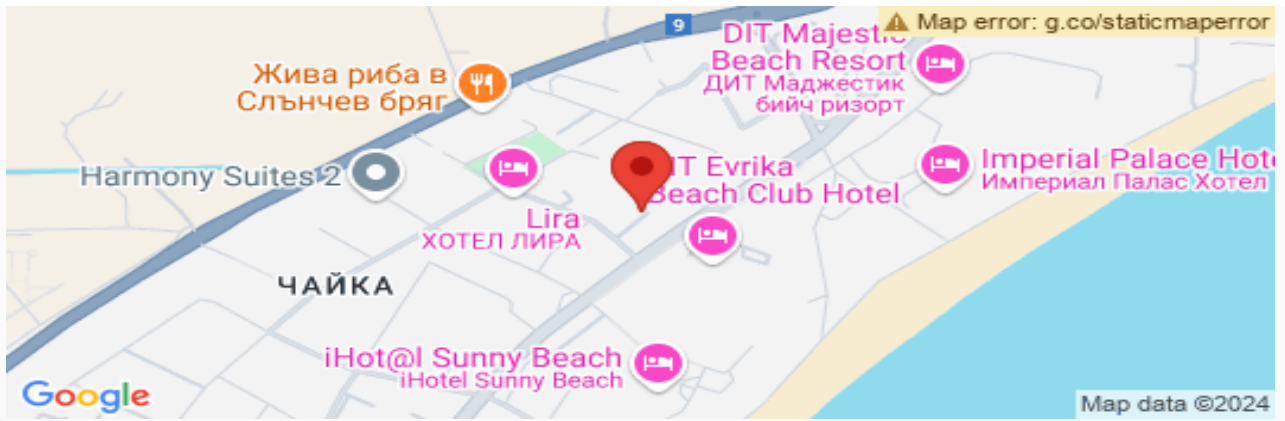 9
Map error: g.co/staticmaperror
DIT Majestic
Beach Resort
ДИТ Маджестик
бийч ризорт
Жива риба в
Слънчев бряг
Harmony Suites 2
Imperial Palace Hot
Империал Палас Хотел
IT Evrika
Beach Club Hotel
Lira
ХОТЕЛ ЛИРА
ЧАЙКА
iHot@l Sunny Beach
iHotel Sunny Beach
Google
Map data ©2024